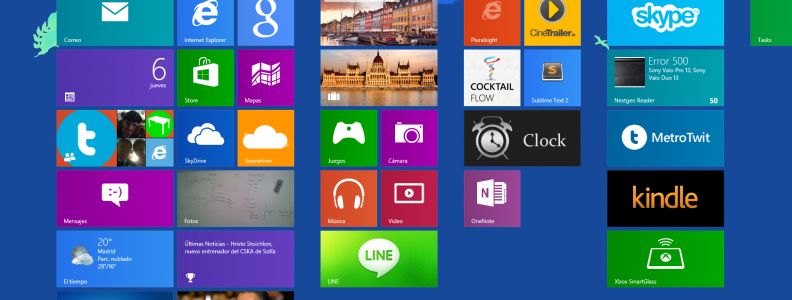 Correo
Internet Explorer
g
6
jueves
Store
Mapas
SkyDrive
Soundnode
Mensajes
Fotos
20°
Madrid
Parc. nublado
28°/16°
El tiempo
Últimas Noticias - Hristo Stoichkov,
nuevo entrenador del CSKA de Sofía
Juegos
Cámara
Música
Vídeo
LINE
LINE
Pluralsight
CineTrailer
COCKTAIL
FLOW
Sublime Text 2
Clock
OneNote
skype
Error 500
Sony Vaio Pro 13, Sony
Vaio Duo 13
Nextgen Reader
50
MetroTwit
kindle
Xbox SmartGlass
Tasks